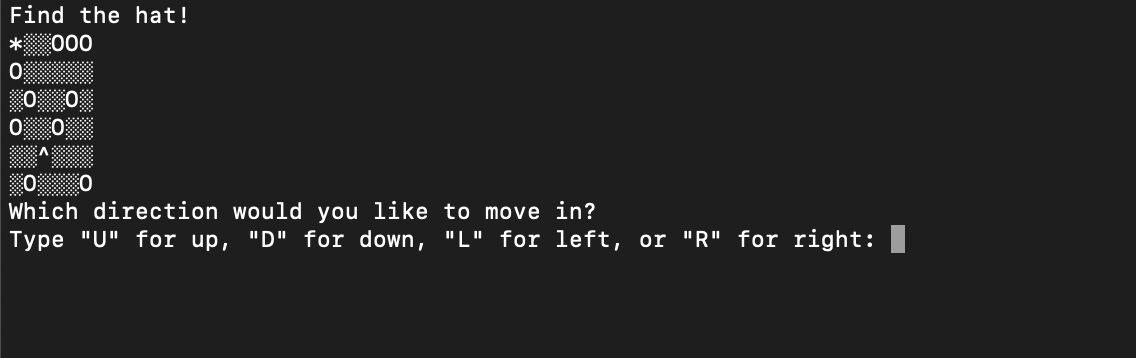 Find the hat!
*░░OOO
O░░░░░
░O░░O░
O░░O░░
░░^░░░
░O░░░O
Which direction would you like to move in?
Type "U" for up, "D" for down, "L" for left, or "R" for right: